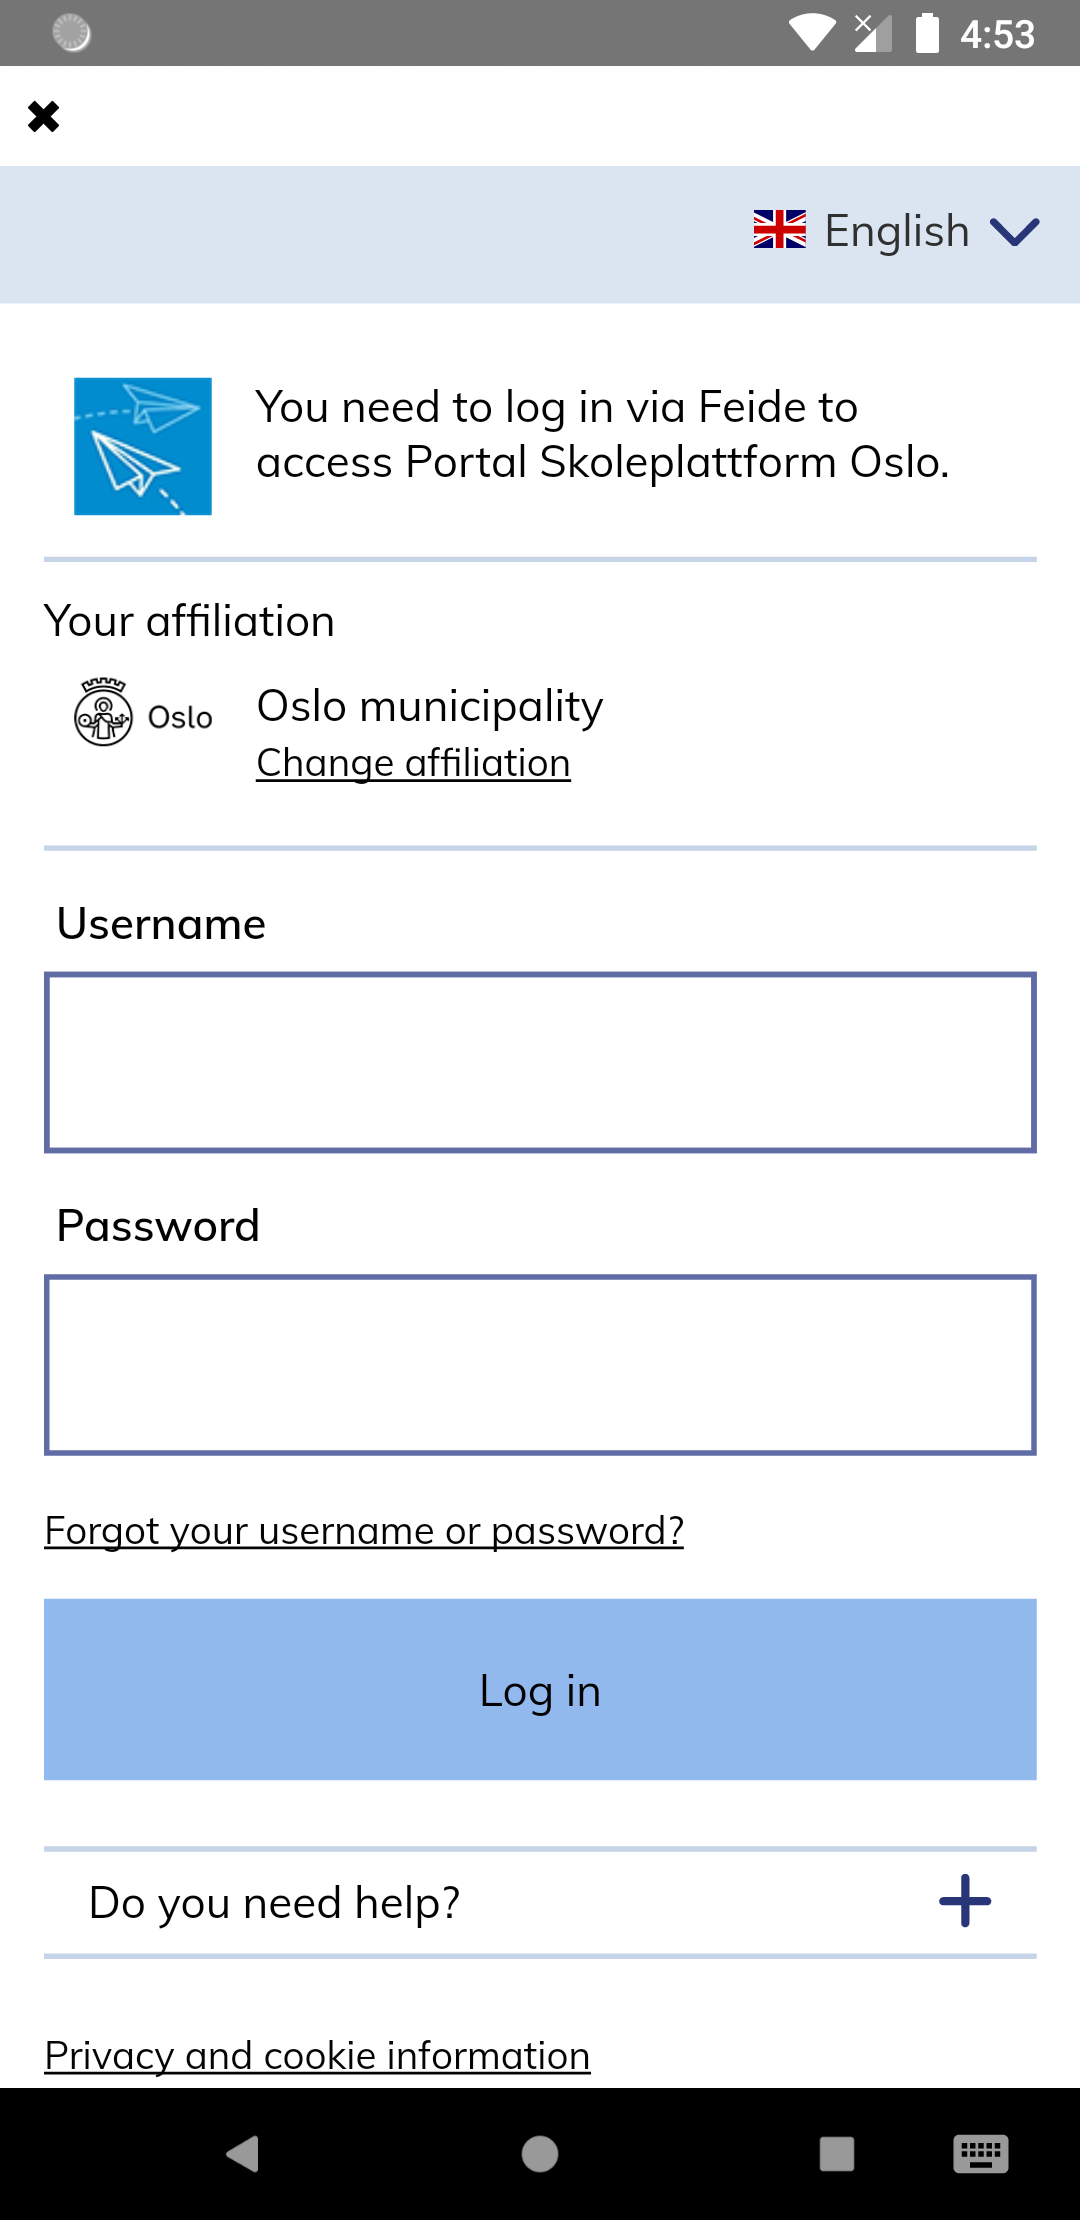 4:53
English
You need to log in via Feide to
access Portal Skoleplattform Oslo.
Your affiliation
Oslo
Oslo municipality
Change affiliation
Username
Password
Forgot your username or password?
Log in
Do you need help?
Privacy and cookie information